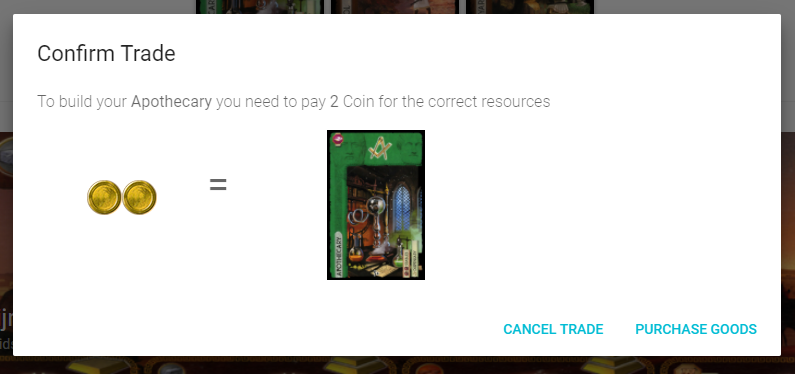 Confirm Trade
To build your Apothecary you need to pay 2 Coin for the correct resources
=
APOTHECARY
CANCEL TRADE
PURCHASE GOODS